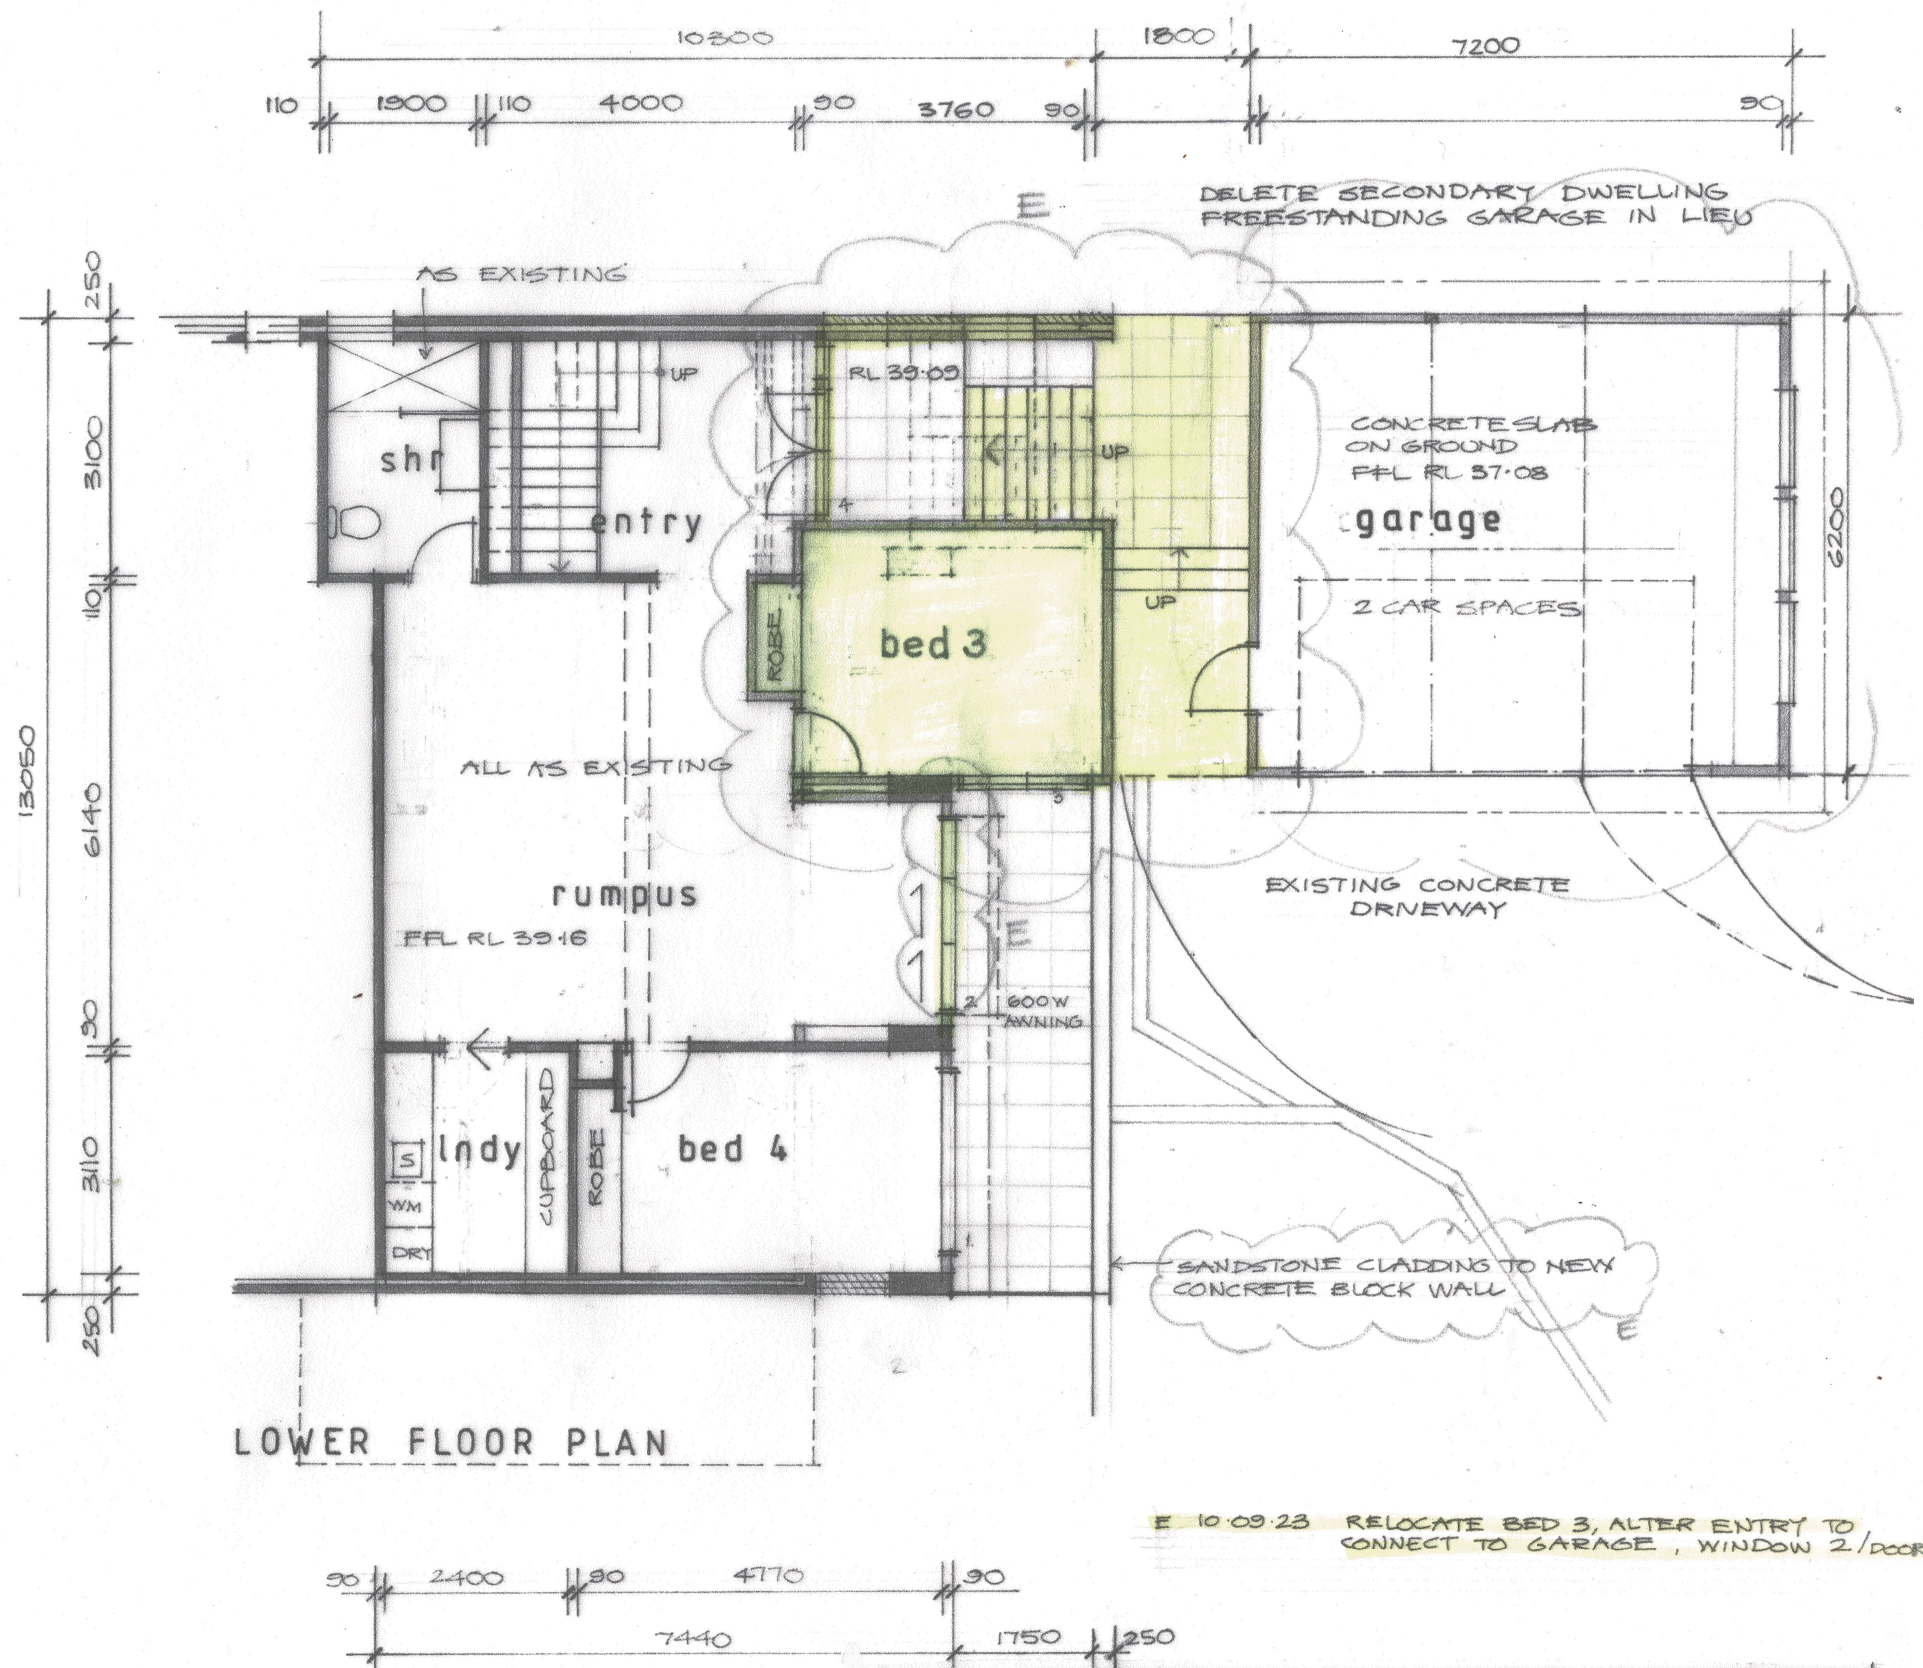 10300
1800
7200
110
1900
110
4000
90
3760
90
90
DELETE SECONDARY DWELLING
FREESTANDING GARAGE IN LIEU
E
AS EXISTING
250
UP
RL 39.09
3100
shr
entry
4
UP
CONCRETE SLAB
ON GROUND
FFL RL 37.08
garage
6200
110
ROBE
bed 3
UP
2 CAR SPACES
13050
6140
ALL AS EXISTING
3
rumpus
FFL RL 39.16
E
EXISTING CONCRETE
DRIVEWAY
2
600W
AWNING
90
3110
lndy
S
WM
DRY
CUPBOARD
ROBE
bed 4
1
SANDSTONE CLADDING TO NEW
CONCRETE BLOCK WALL
E
250
2
LOWER FLOOR PLAN
E 10.09.23 RELOCATE BED 3, ALTER ENTRY TO
CONNECT TO GARAGE, WINDOW 2/DOOR
90
2400
90
4770
90
7440
1750
250